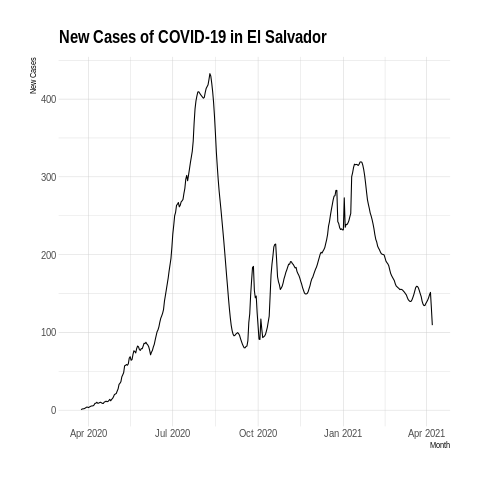 New Cases of COVID-19 in El Salvador
New Cases
400
300
200
100
0
Apr 2020 Jul 2020 Oct 2020 Jan 2021 Apr 2021
Month